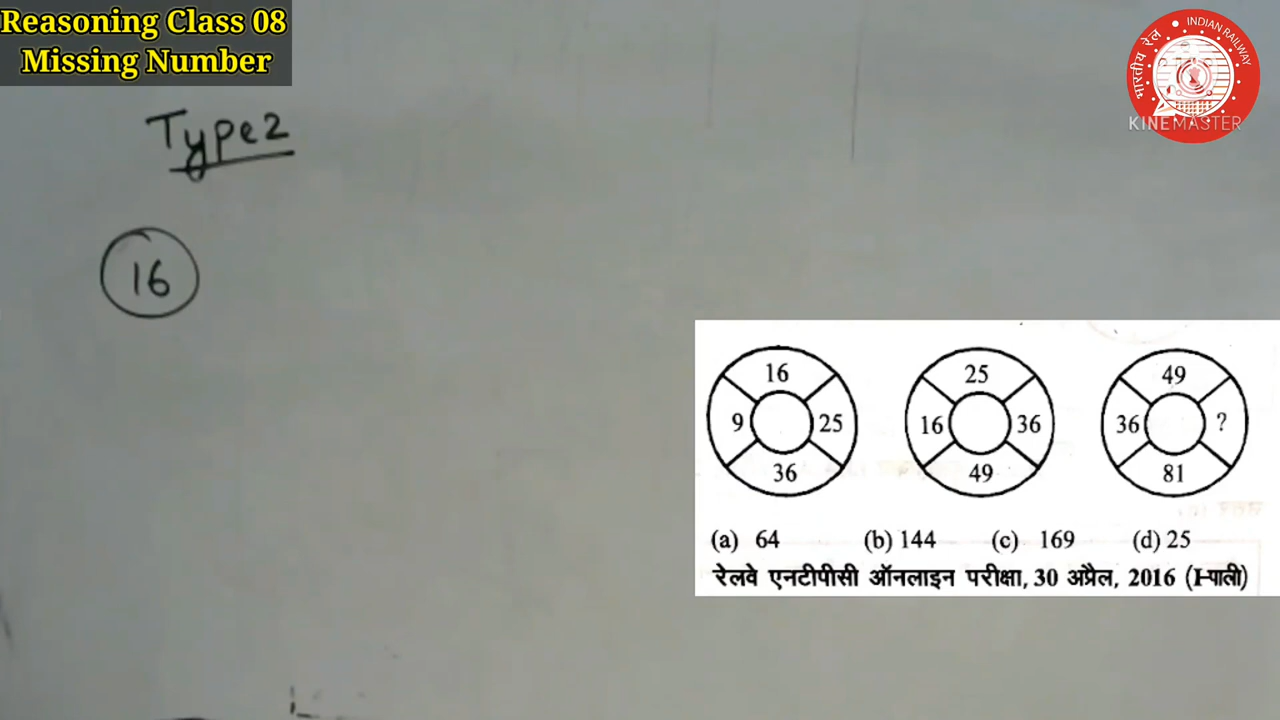 Reasoning Class 08
Missing Number
भारतीय रेल
INDIAN RAILWAY
KINEMASTER
Type2
16
16
9
25
36
25
16
36
49
49
36
?
81
(a) 64 (b) 144 (c) 169 (d) 25
रेलवे एनटीपीसी ऑनलाइन परीक्षा, 30 अप्रैल, 2016 (I-पाली)